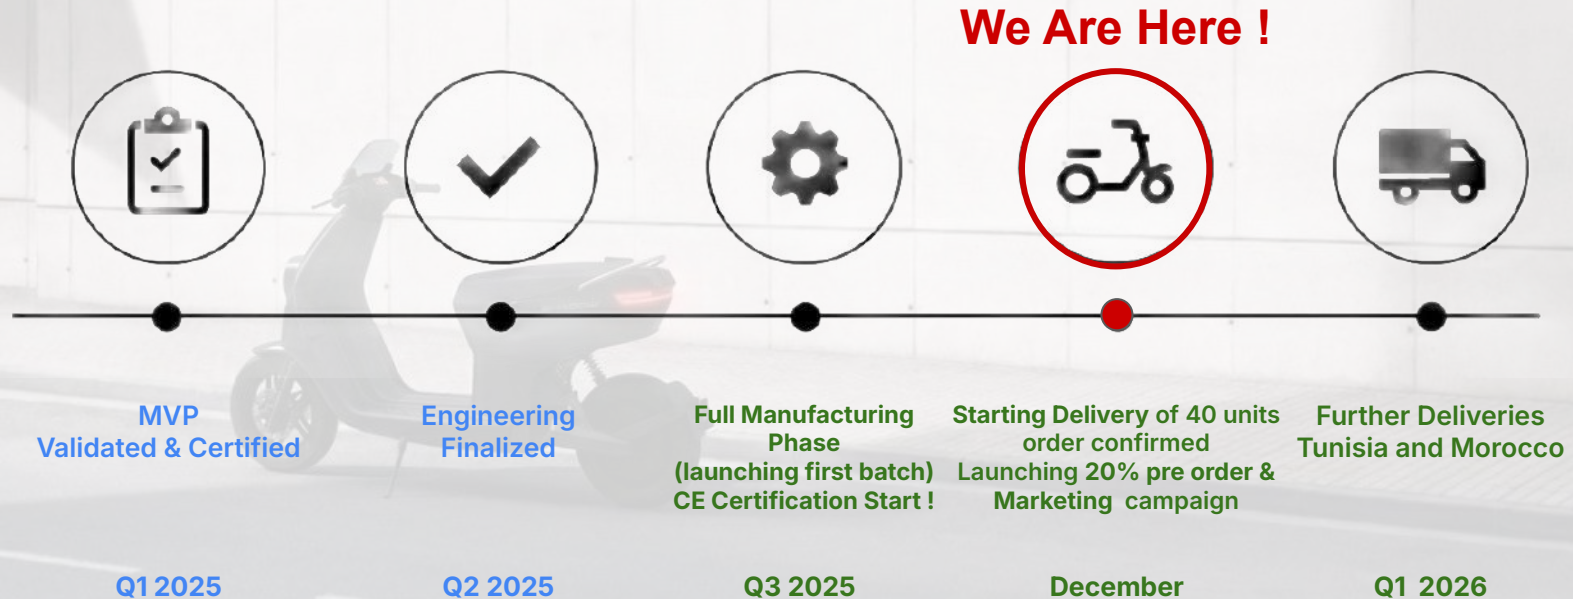 We Are Here !
MVP
Validated & Certified
Engineering
Finalized
Full Manufacturing
Phase
(launching first batch)
CE Certification Start !
Starting Delivery of 40 units
order confirmed
Launching 20% pre order &
Marketing campaign
Further Deliveries
Tunisia and Morocco
Q1 2025
Q2 2025
Q3 2025
December
Q1 2026